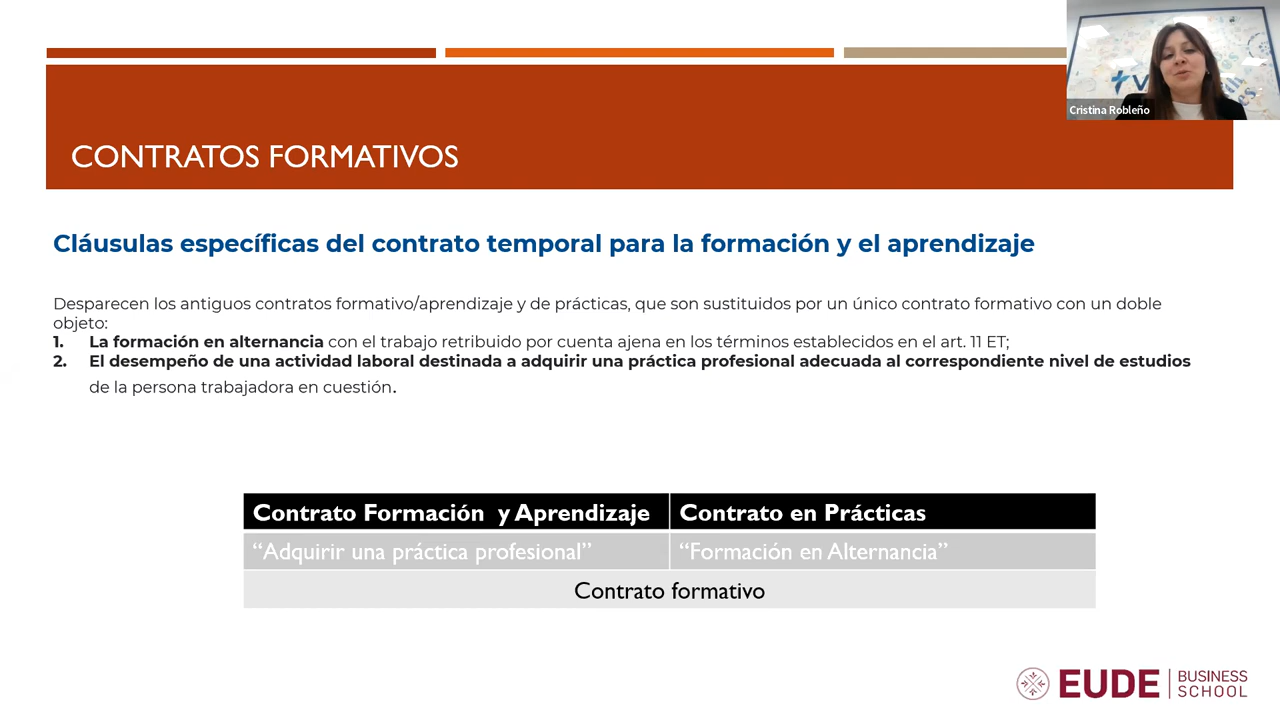 Cristina Robleño
CONTRATOS FORMATIVOS
Cláusulas específicas del contrato temporal para la formación y el aprendizaje
Desparecen los antiguos contratos formativo/aprendizaje y de prácticas, que son sustituidos por un único contrato formativo con un doble
objeto:
1. La formación en alternancia con el trabajo retribuido por cuenta ajena en los términos establecidos en el art. 11 ET;
2. El desempeño de una actividad laboral destinada a adquirir una práctica profesional adecuada al correspondiente nivel de estudios
de la persona trabajadora en cuestión.
Contrato Formación y Aprendizaje
Contrato en Prácticas
“Adquirir una práctica profesional”
“Formación en Alternancia”
Contrato formativo
EUDE
BUSINESS
SCHOOL